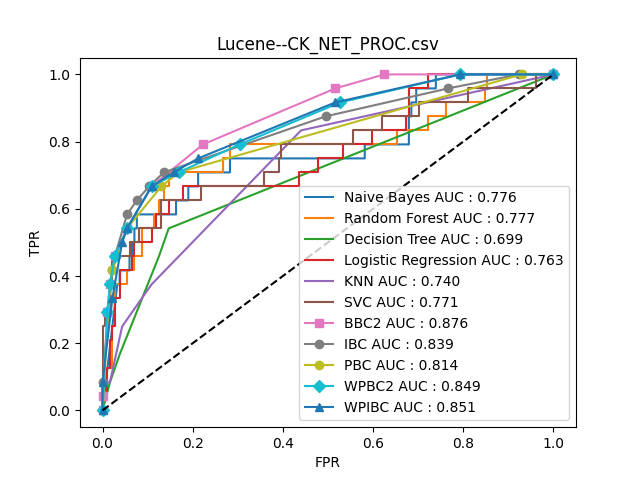 Lucene--CK_NET_PROC.csv
1.0
0.8
0.6
0.4
0.2
0.0
TPR
Naive Bayes AUC : 0.776
Random Forest AUC : 0.777
Decision Tree AUC : 0.699
Logistic Regression AUC : 0.763
KNN AUC : 0.740
SVC AUC : 0.771
BBC2 AUC : 0.876
IBC AUC : 0.839
PBC AUC : 0.814
WPBC2 AUC : 0.849
WPIBC AUC : 0.851
0.0 0.2 0.4 0.6 0.8 1.0
FPR